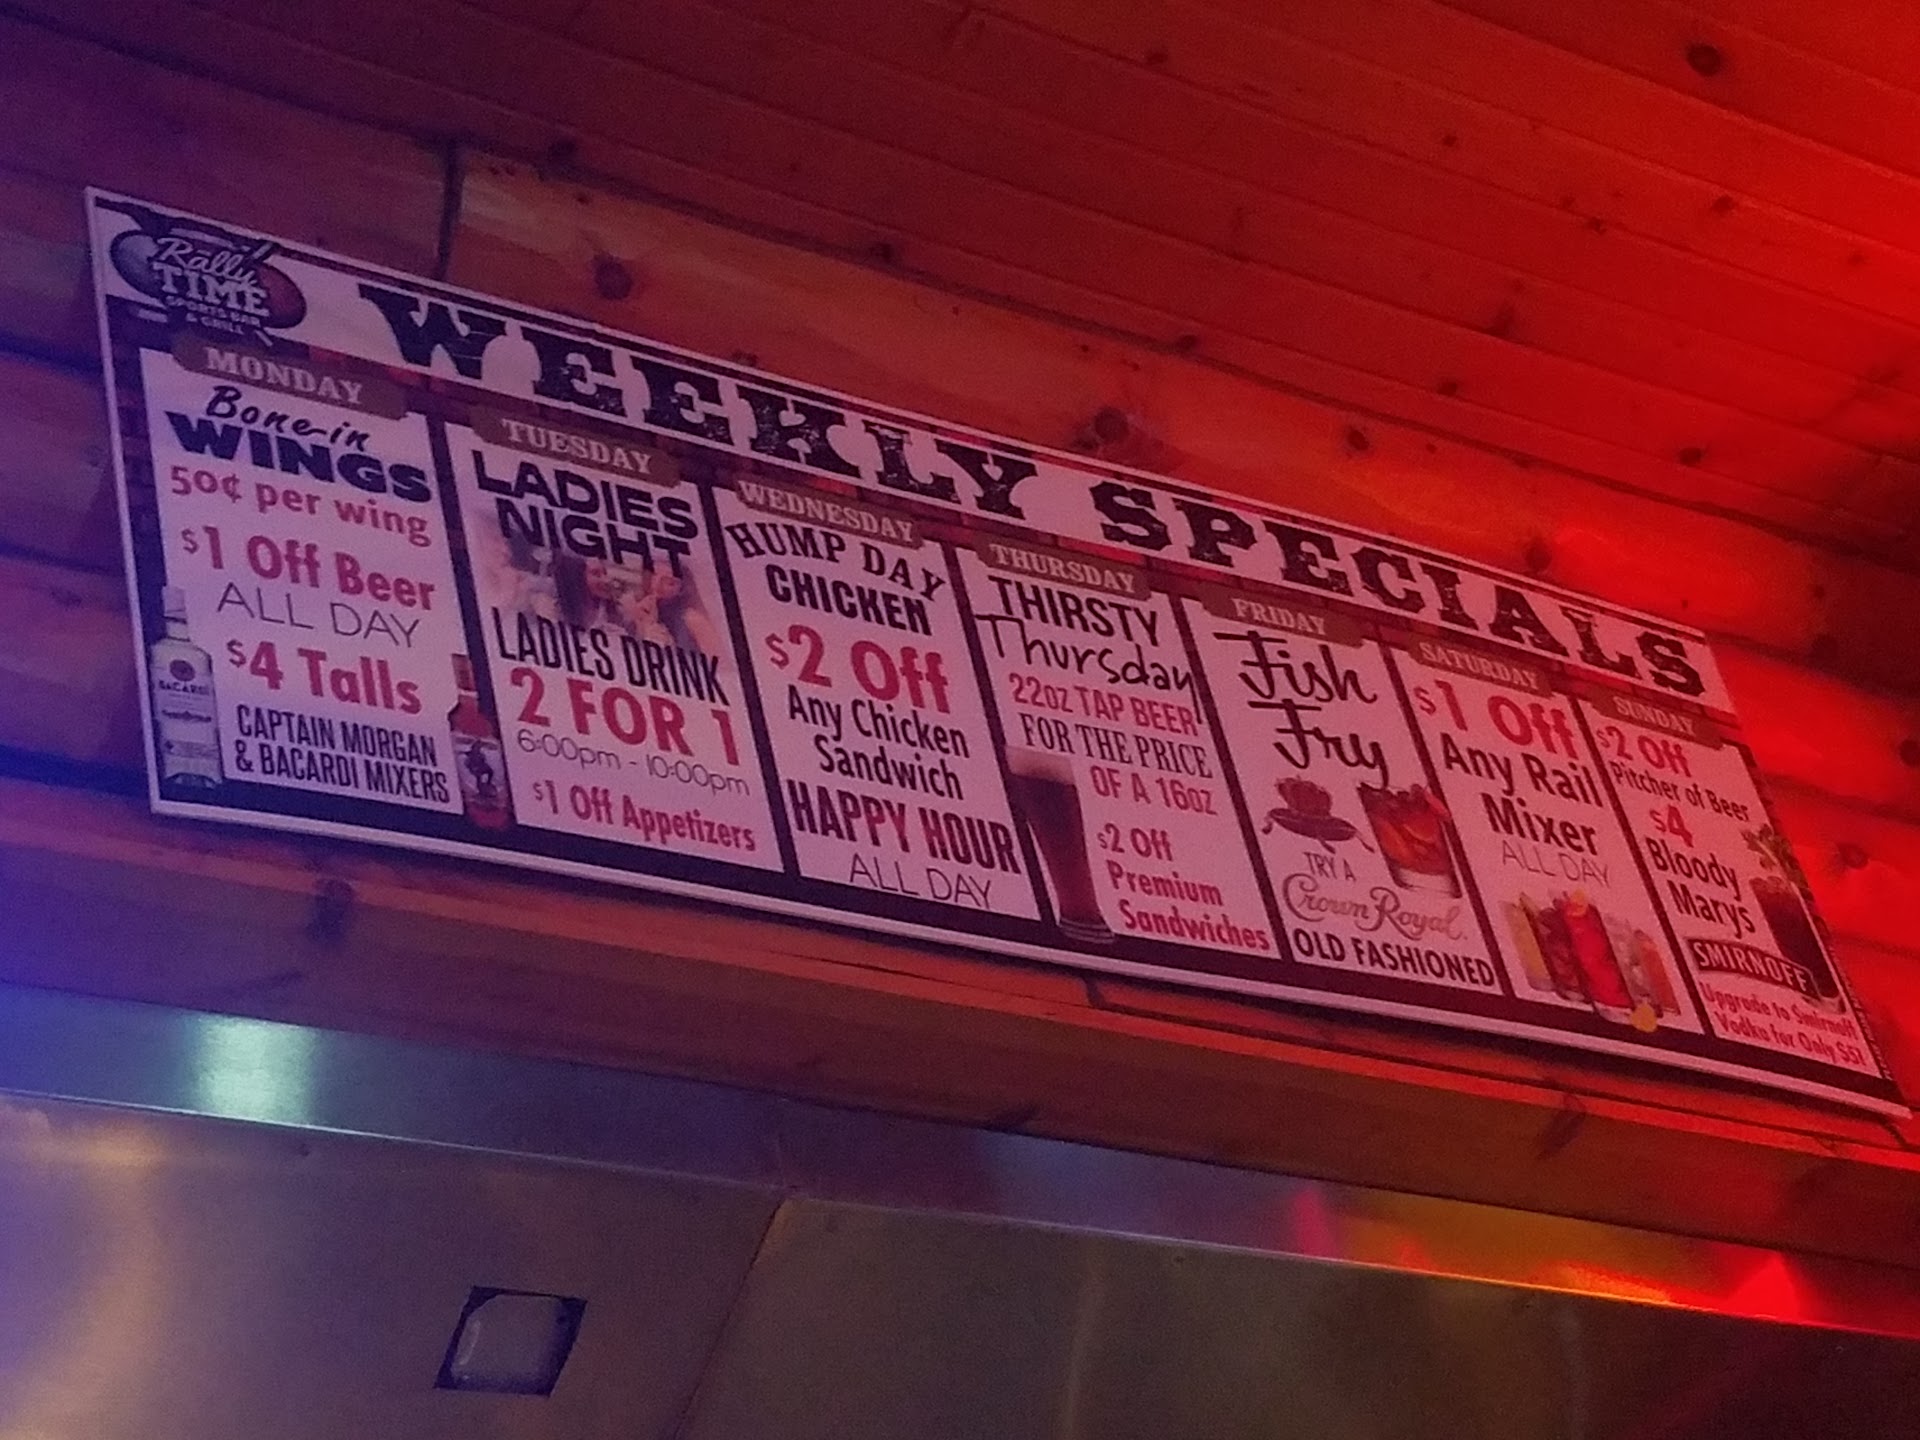 Rally
TIME
SPORTS BAR
& GRILL
WEEKLY SPECIALS
MONDAY
Bone-in
WINGS
50¢ per wing
$1 Off Beer
ALL DAY
$4 Talls
CAPTAIN MORGAN
& BACARDI MIXERS
BACARDI
TUESDAY
LADIES
NIGHT
LADIES DRINK
2 FOR 1
6:00pm - 10:00pm
$1 Off Appetizers
WEDNESDAY
HUMP DAY
CHICKEN
$2 Off
Any Chicken
Sandwich
HAPPY HOUR
ALL DAY
THURSDAY
THIRSTY
Thursday
22OZ TAP BEER
FOR THE PRICE
OF A 16OZ
$2 Off
Premium
Sandwiches
FRIDAY
Fish
Fry
TRY A
Crown Royal
OLD FASHIONED
SATURDAY
$1 Off
Any Rail
Mixer
ALL DAY
SUNDAY
$2 Off
Pitcher of Beer
$4
Bloody
Marys
SMIRNOFF
Upgrade to Smirnoff
Vodka for Only $5!